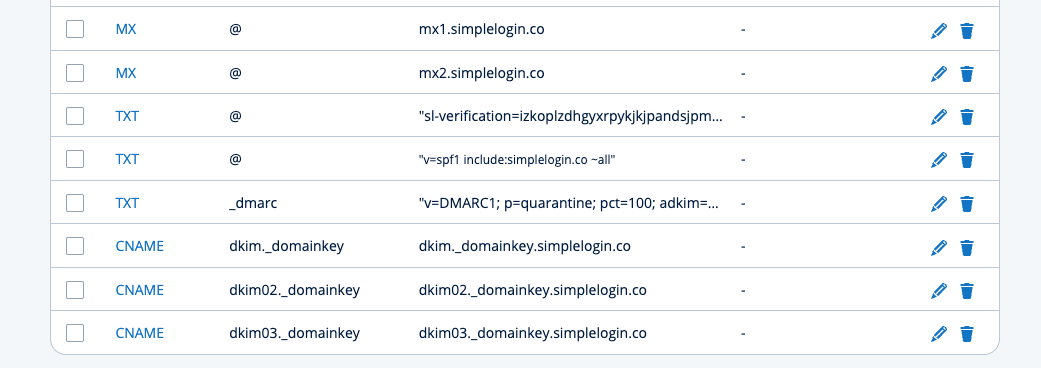 MX @ mx1.simplelogin.co -
MX @ mx2.simplelogin.co -
TXT @ "sl-verification=izkoplzdhgyxrpykjkjpandsjpm... -
TXT @ "v=spf1 include:simplelogin.co ~all" -
TXT _dmarc "v=DMARC1; p=quarantine; pct=100; adkim=... -
CNAME dkim._domainkey dkim._domainkey.simplelogin.co -
CNAME dkim02._domainkey dkim02._domainkey.simplelogin.co -
CNAME dkim03._domainkey dkim03._domainkey.simplelogin.co -